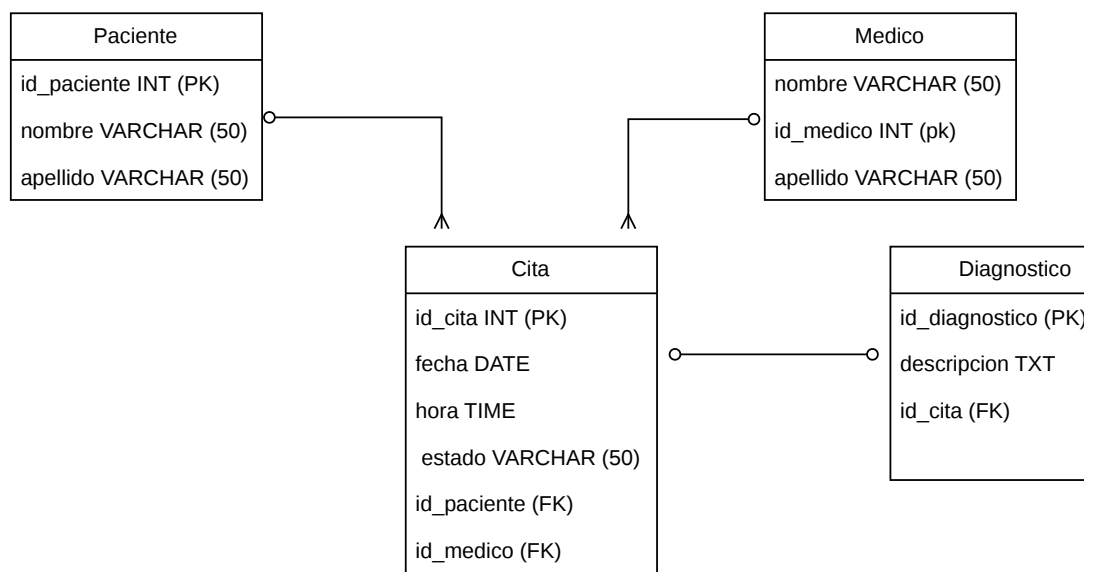 Paciente
id_paciente INT (PK)
nombre VARCHAR (50)
apellido VARCHAR (50)
Medico
nombre VARCHAR (50)
id_medico INT (pk)
apellido VARCHAR (50)
Cita
id_cita INT (PK)
fecha DATE
hora TIME
estado VARCHAR (50)
id_paciente (FK)
id_medico (FK)
Diagnostico
id_diagnostico (PK)
descripcion TXT
id_cita (FK)